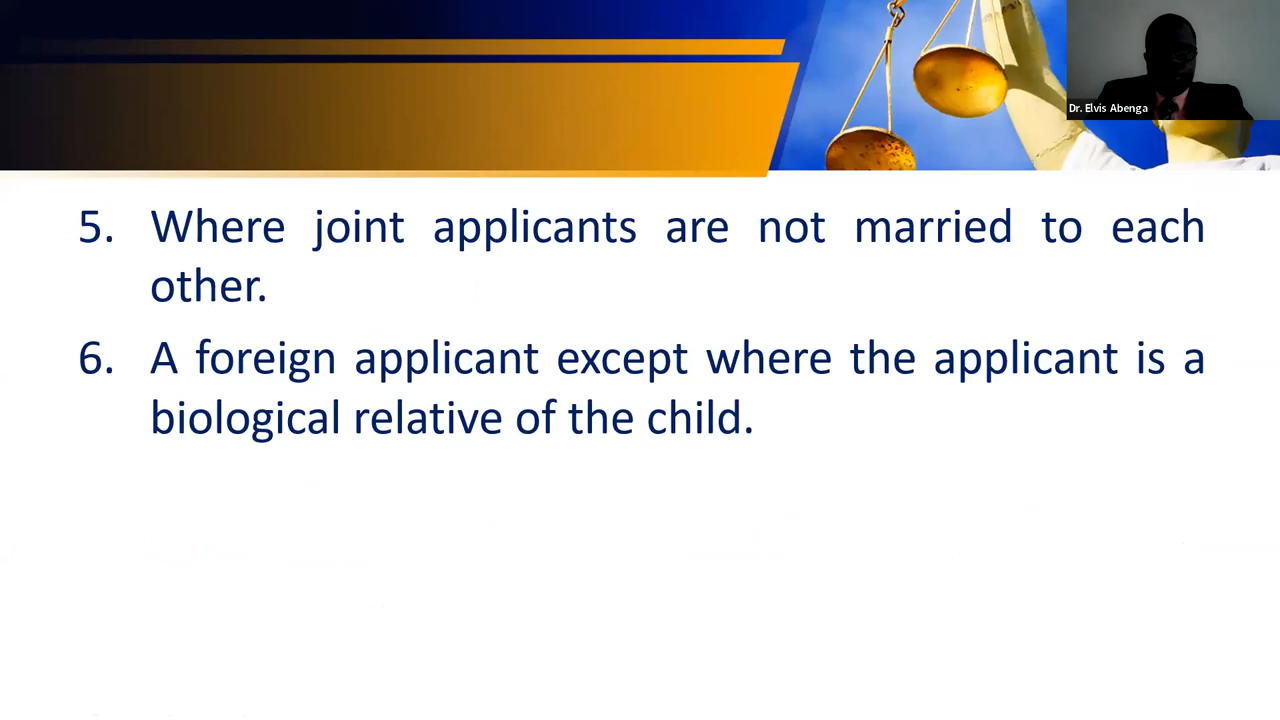 Dr. Elvis Abenga
5. Where joint applicants are not married to each
other.
6. A foreign applicant except where the applicant is a
biological relative of the child.